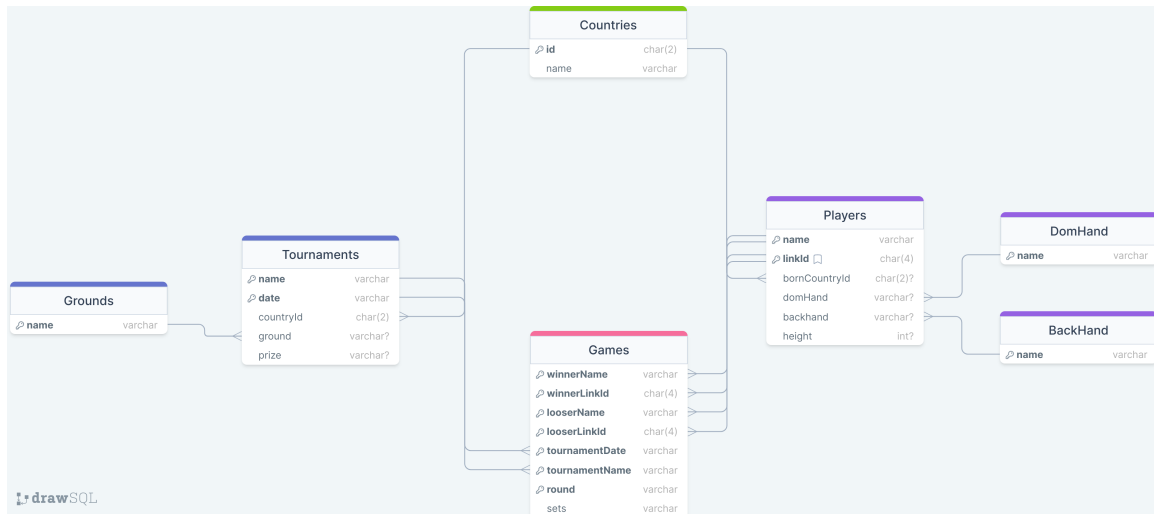 Countries
id char(2)
name varchar
Players
name varchar
linkId char(4)
bornCountryId char(2)?
domHand varchar?
backhand varchar?
height int?
DomHand
name varchar
Tournaments
name varchar
date varchar
countryId char(2)
ground varchar?
prize varchar?
Grounds
name varchar
BackHand
name varchar
Games
winnerName varchar
winnerLinkId char(4)
looserName varchar
looserLinkId char(4)
tournamentDate varchar
tournamentName varchar
round varchar
sets varchar
drawSQL